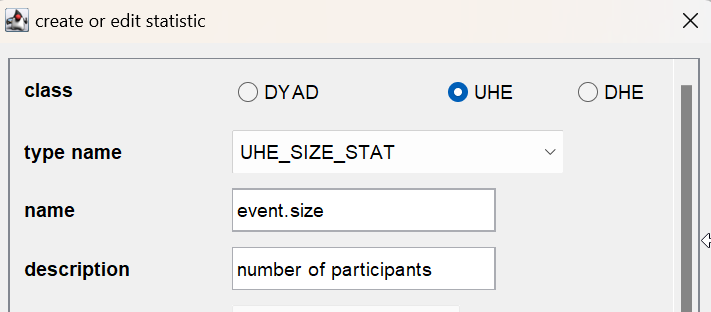 create or edit statistic
class DYAD UHE DHE
type name UHE_SIZE_STAT
name event.size
description number of participants